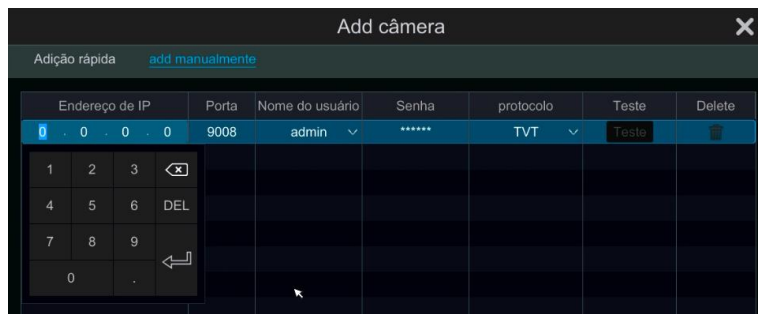 Add câmera
Adição rápida add manualmente
Endereço de IP Porta Nome do usuário Senha protocolo Teste Delete
0 . 0 . 0 . 0 9008 admin ****** TVT Teste
1 2 3
4 5 6 DEL
7 8 9
0 .